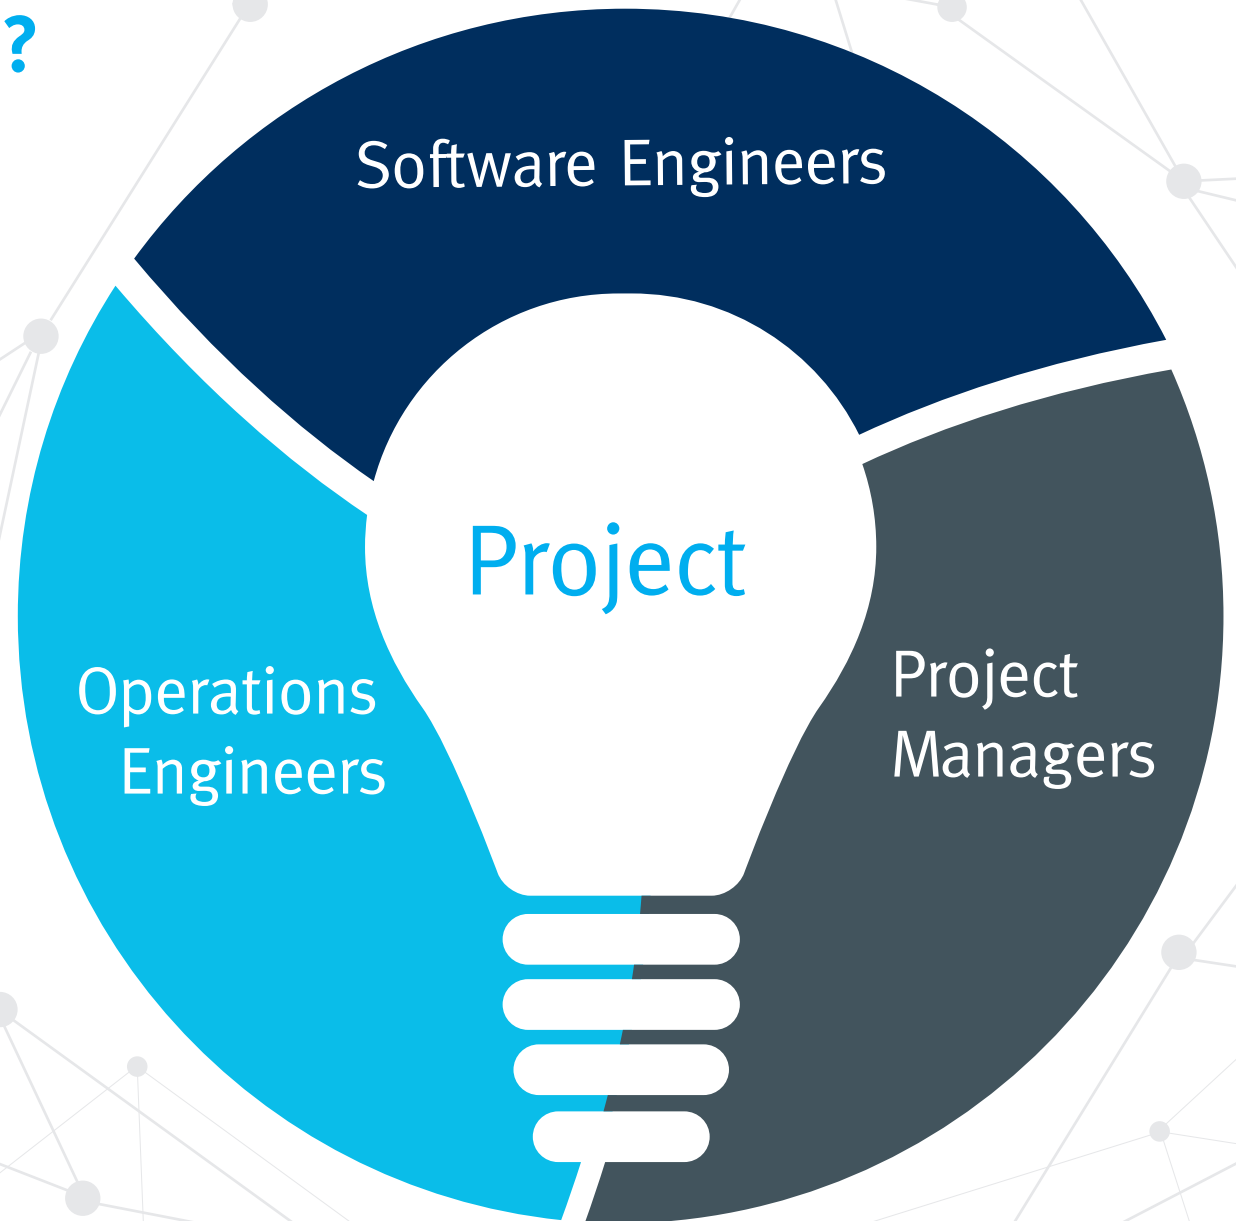 ?
Software Engineers
Project
Operations
Engineers
Project
Managers